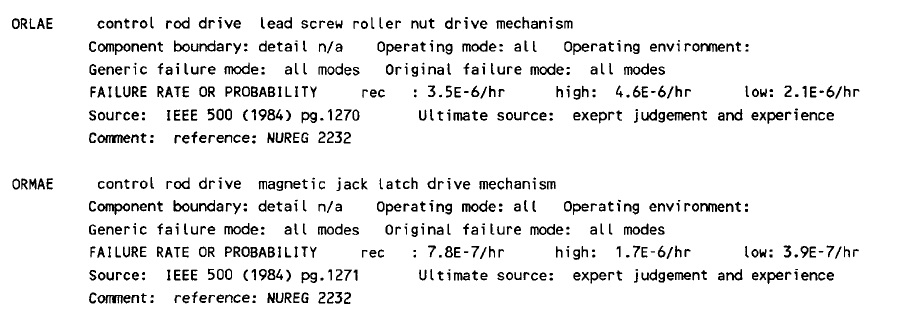 ORLAE control rod drive lead screw roller nut drive mechanism
Component boundary: detail n/a Operating mode: all Operating environment:
Generic failure mode: all modes Original failure mode: all modes
FAILURE RATE OR PROBABILITY rec : 3.5E-6/hr high: 4.6E-6/hr low: 2.1E-6/hr
Source: IEEE 500 (1984) pg.1270 Ultimate source: exeprt judgement and experience
Comment: reference: NUREG 2232
ORMAE control rod drive magnetic jack latch drive mechanism
Component boundary: detail n/a Operating mode: all Operating environment:
Generic failure mode: all modes Original failure mode: all modes
FAILURE RATE OR PROBABILITY rec : 7.8E-7/hr high: 1.7E-6/hr low: 3.9E-7/hr
Source: IEEE 500 (1984) pg.1271 Ultimate source: expert judgement and experience
Comment: reference: NUREG 2232